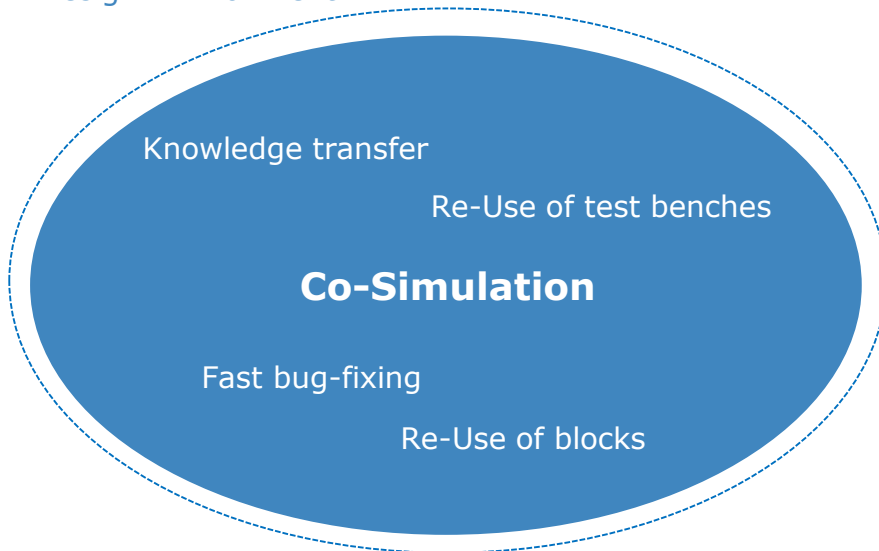 Knowledge transfer
Re-Use of test benches
Co-Simulation
Fast bug-fixing
Re-Use of blocks